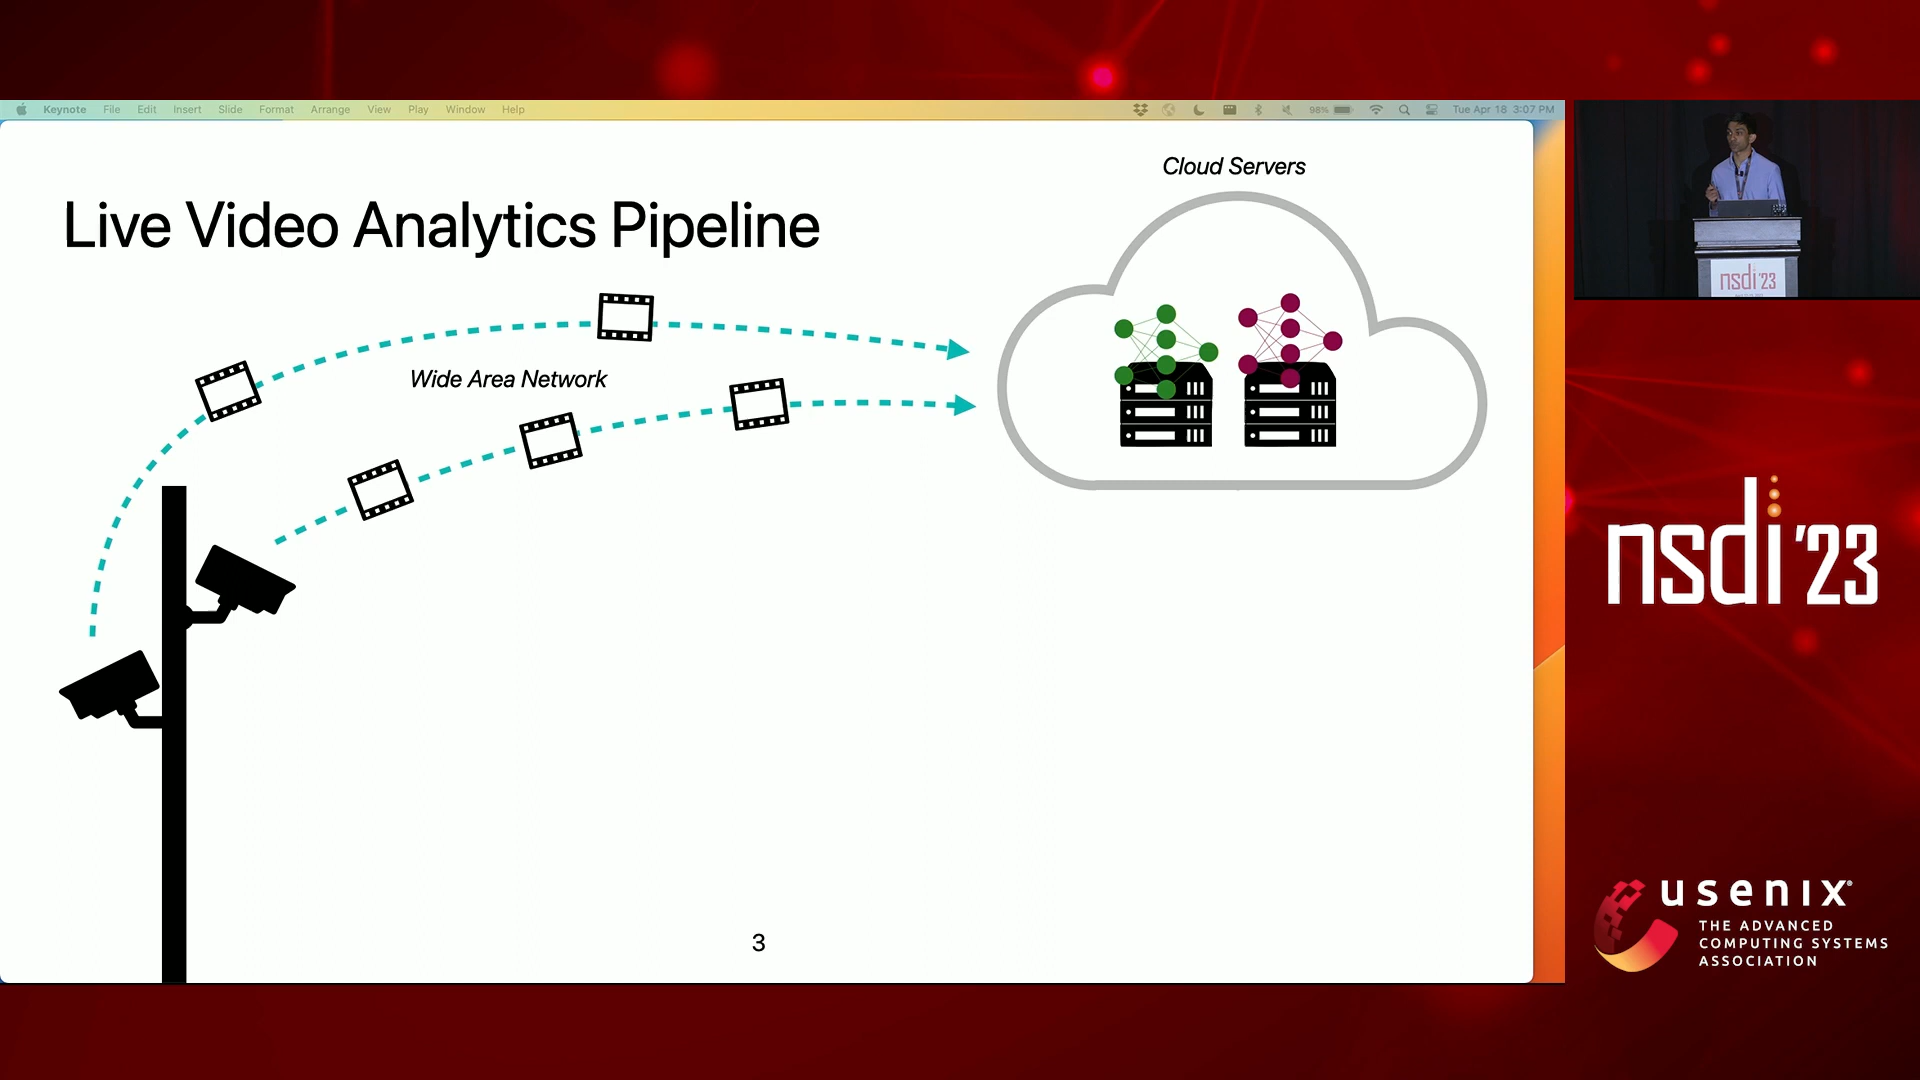 Keynote File Edit Insert Slide Format Arrange View Play Window Help 98% Tue Apr 18 3:07 PM
Cloud Servers
Live Video Analytics Pipeline
Wide Area Network
3
nsdi '23
nsdi '23
usenix®
THE ADVANCED
COMPUTING SYSTEMS
ASSOCIATION